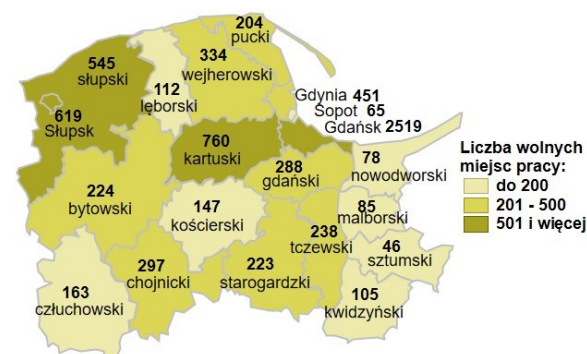 204
pucki
545
słupski
334
wejherowski
112
lęborski
Gdynia 451
Sopot 65
Gdańsk 2519
619
Słupsk
760
kartuski
288
gdański
78
nowodworski
224
bytowski
147
kościerski
85
malborski
238
tczewski
46
sztumski
297
chojnicki
223
starogardzki
163
człuchowski
105
kwidzyński
Liczba wolnych
miejsc pracy:
do 200
201 - 500
501 i więcej